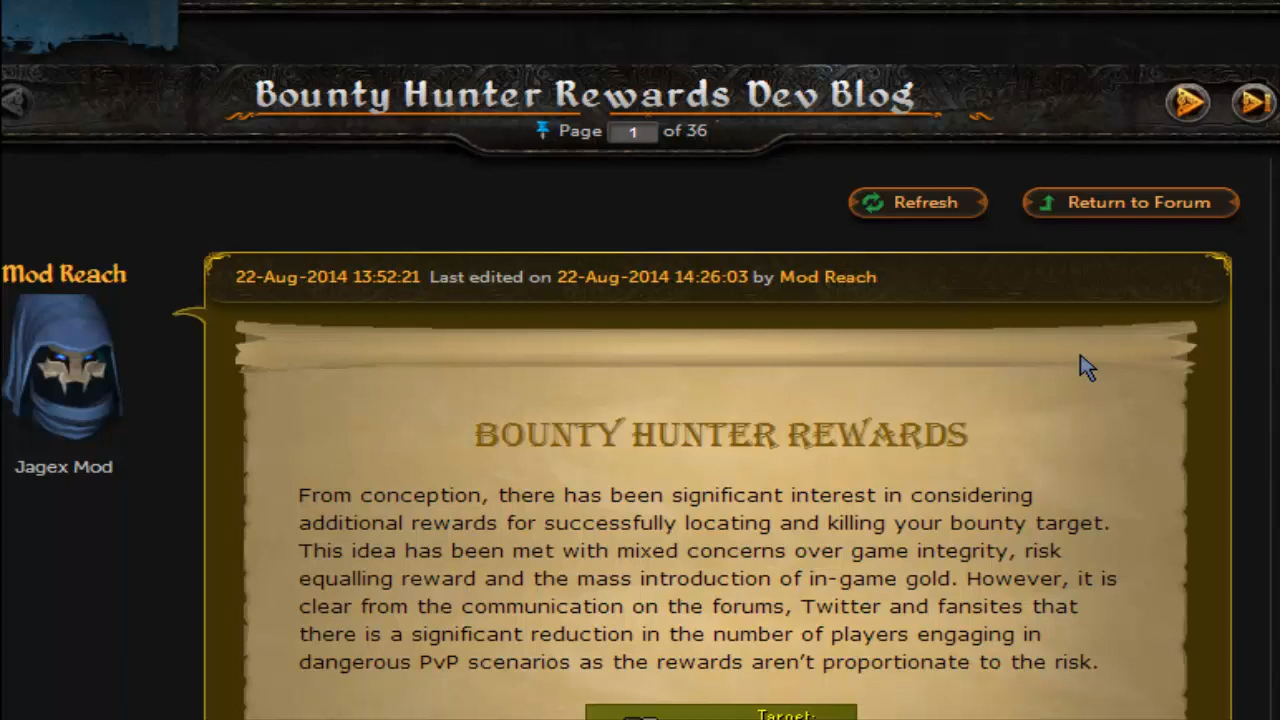 Bounty Hunter Rewards Dev Blog
Page 1 of 36
Refresh
Return to Forum
Mod Reach
22-Aug-2014 13:52:21 Last edited on 22-Aug-2014 14:26:03 by Mod Reach
Jagex Mod
BOUNTY HUNTER REWARDS
From conception, there has been significant interest in considering
additional rewards for successfully locating and killing your bounty target.
This idea has been met with mixed concerns over game integrity, risk
equalling reward and the mass introduction of in-game gold. However, it is
clear from the communication on the forums, Twitter and fansites that
there is a significant reduction in the number of players engaging in
dangerous PvP scenarios as the rewards aren't proportionate to the risk.
Target: